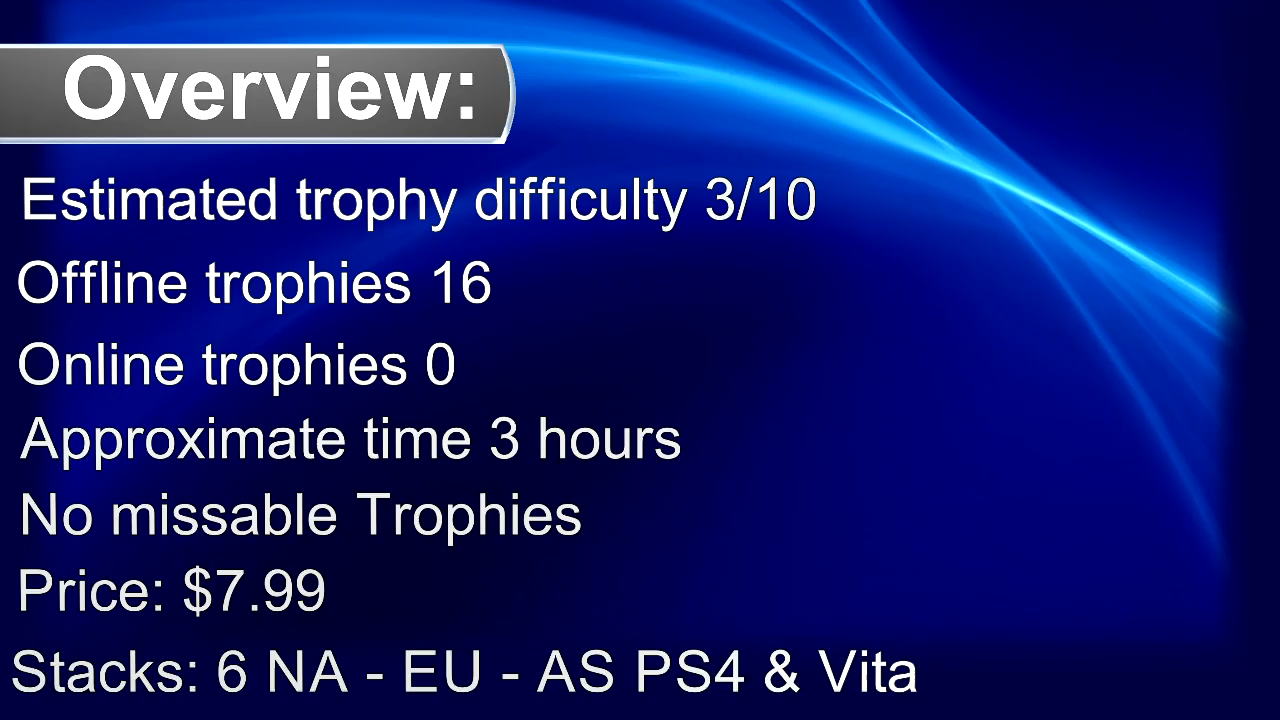 Overview:
Estimated trophy difficulty 3/10
Offline trophies 16
Online trophies 0
Approximate time 3 hours
No missable Trophies
Price: $7.99
Stacks: 6 NA - EU - AS PS4 & Vita